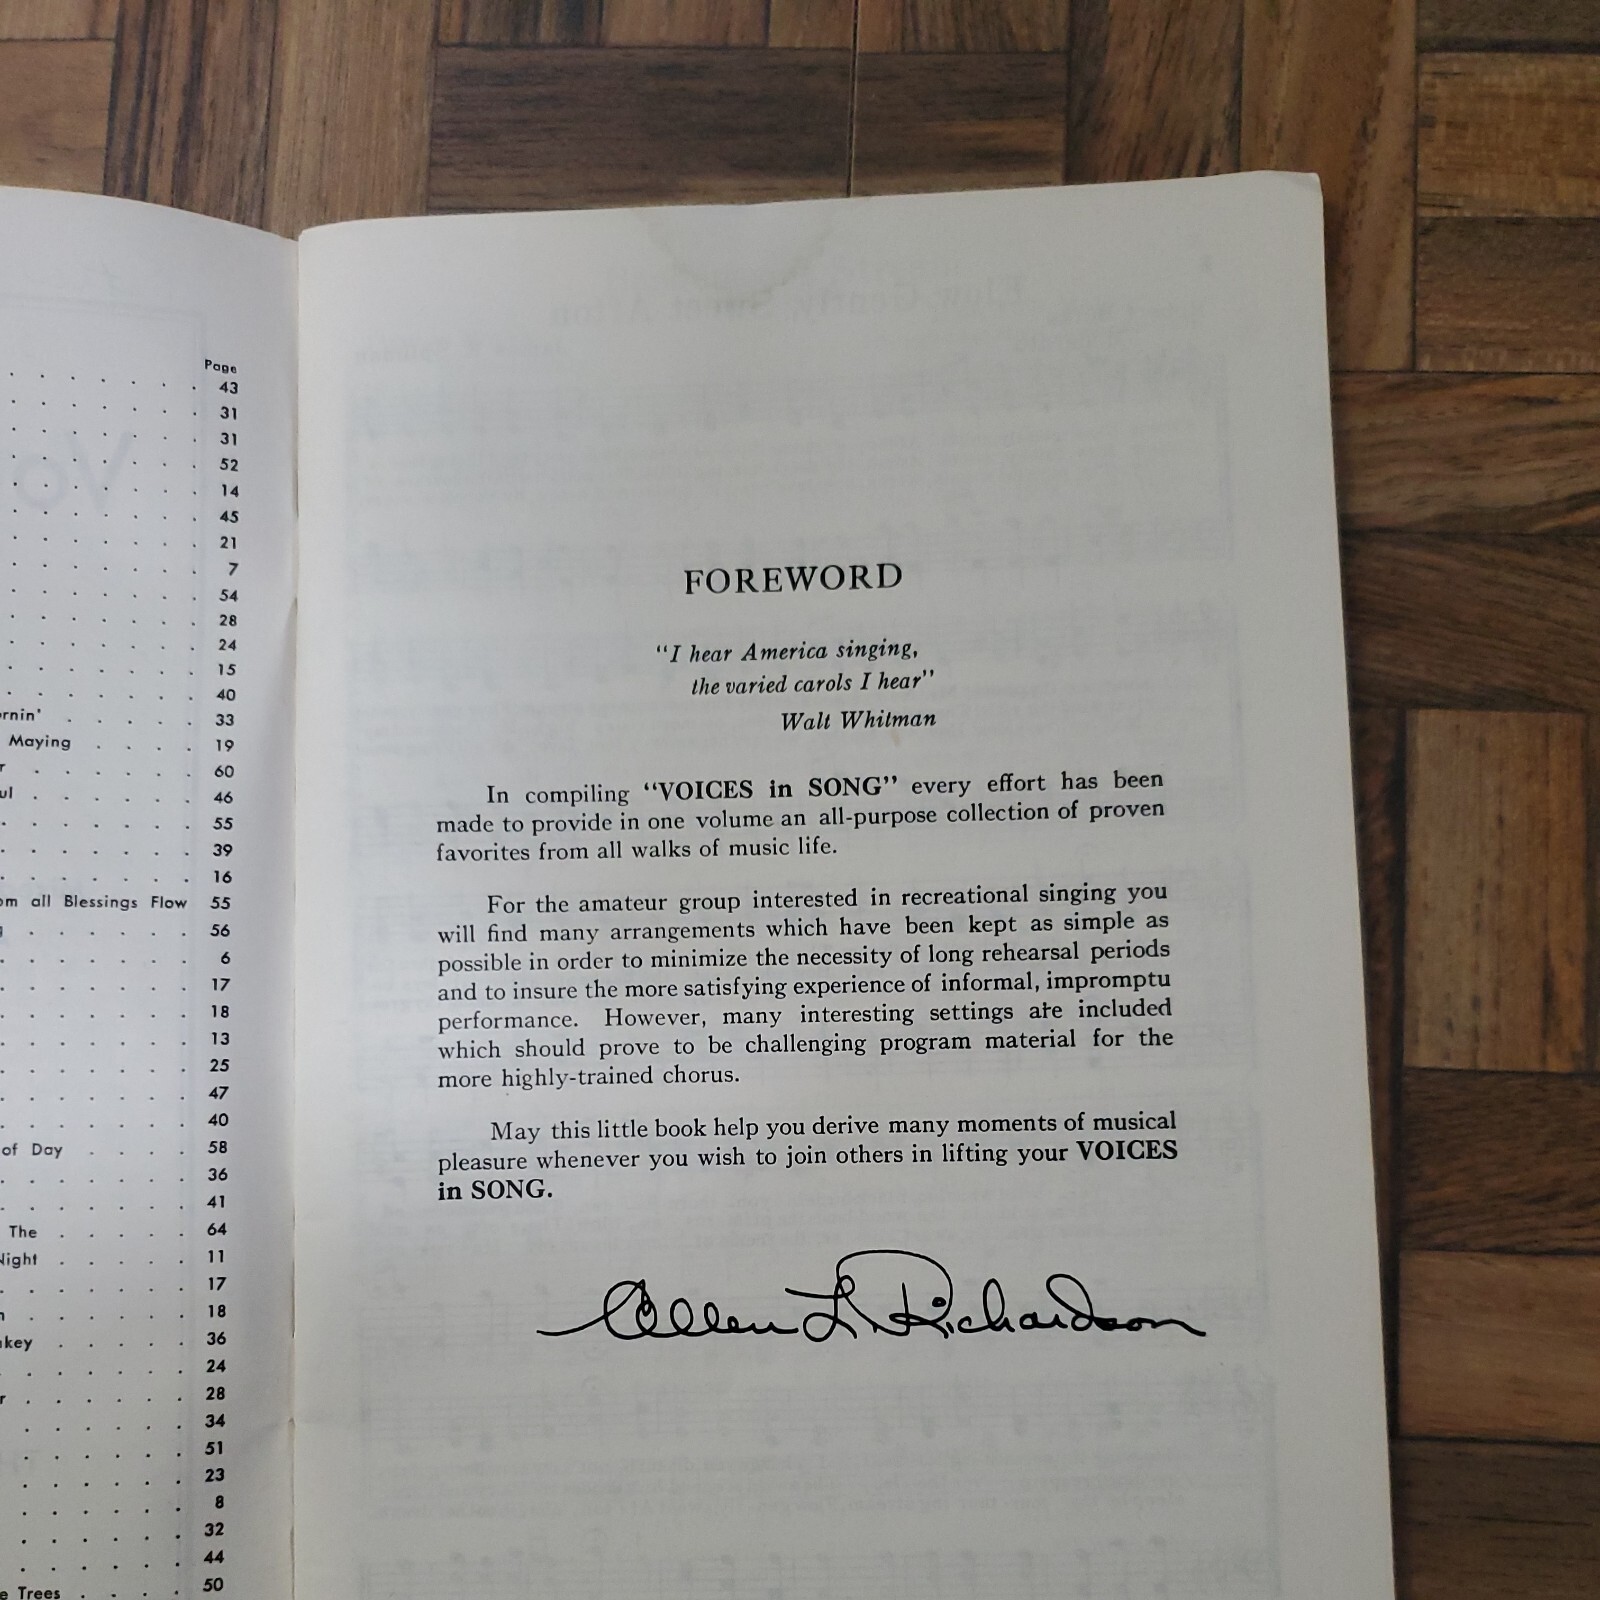 Page
. . . . . . . 43
. . . . . . . 31
. . . . . . . 31
. . . . . . . 52
. . . . . . . 14
. . . . . . . 45
. . . . . . . 21
. . . . . . . 7
. . . . . . . 54
. . . . . . . 28
. . . . . . . 24
. . . . . . . 15
. . . . . . . 40
rnin' . . . . . 33
Maying . . . . 19
r . . . . . . 60
ul . . . . . . 46
. . . . . . . 55
. . . . . . . 39
. . . . . . . 16
om all Blessings Flow 55
g . . . . . . 56
. . . . . . . 6
. . . . . . . 17
. . . . . . . 18
. . . . . . . 13
. . . . . . . 25
. . . . . . . 47
. . . . . . . 40
of Day . . . . 58
. . . . . . . 36
. . . . . . . 41
The . . . . . 64
Night . . . . . 11
. . . . . . . 17
n . . . . . . 18
key . . . . . 36
. . . . . . . 24
r . . . . . . 28
. . . . . . 34
. . . . . . 51
. . . . . . 23
. . . . . . 8
. . . . . . 32
. . . . . . 44
e Trees . . . . 50
FOREWORD
"I hear America singing,
the varied carols I hear"
Walt Whitman
In compiling "VOICES in SONG" every effort has been
made to provide in one volume an all-purpose collection of proven
favorites from all walks of music life.
For the amateur group interested in recreational singing you
will find many arrangements which have been kept as simple as
possible in order to minimize the necessity of long rehearsal periods
and to insure the more satisfying experience of informal, impromptu
performance. However, many interesting settings are included
which should prove to be challenging program material for the
more highly-trained chorus.
May this little book help you derive many moments of musical
pleasure whenever you wish to join others in lifting your VOICES
in SONG.
Allen L. Richardson